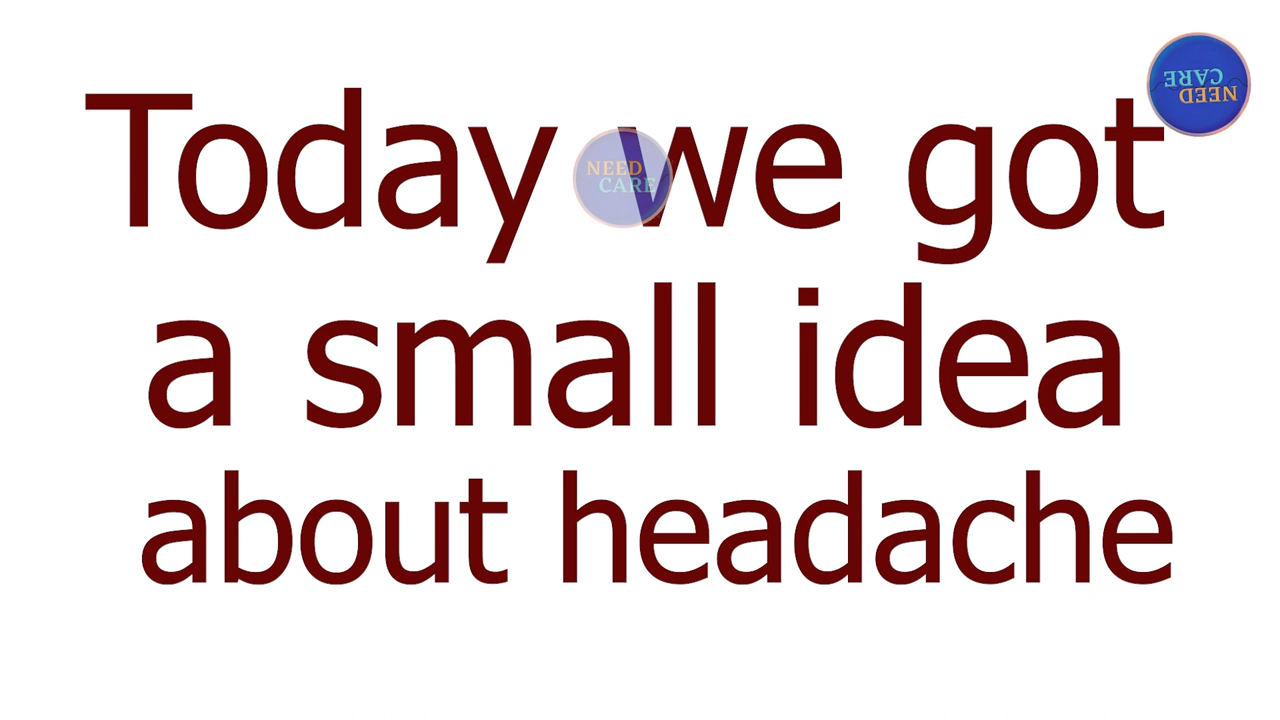 NEED
CARE
Today we got
NEED
CARE
a small idea
about headache